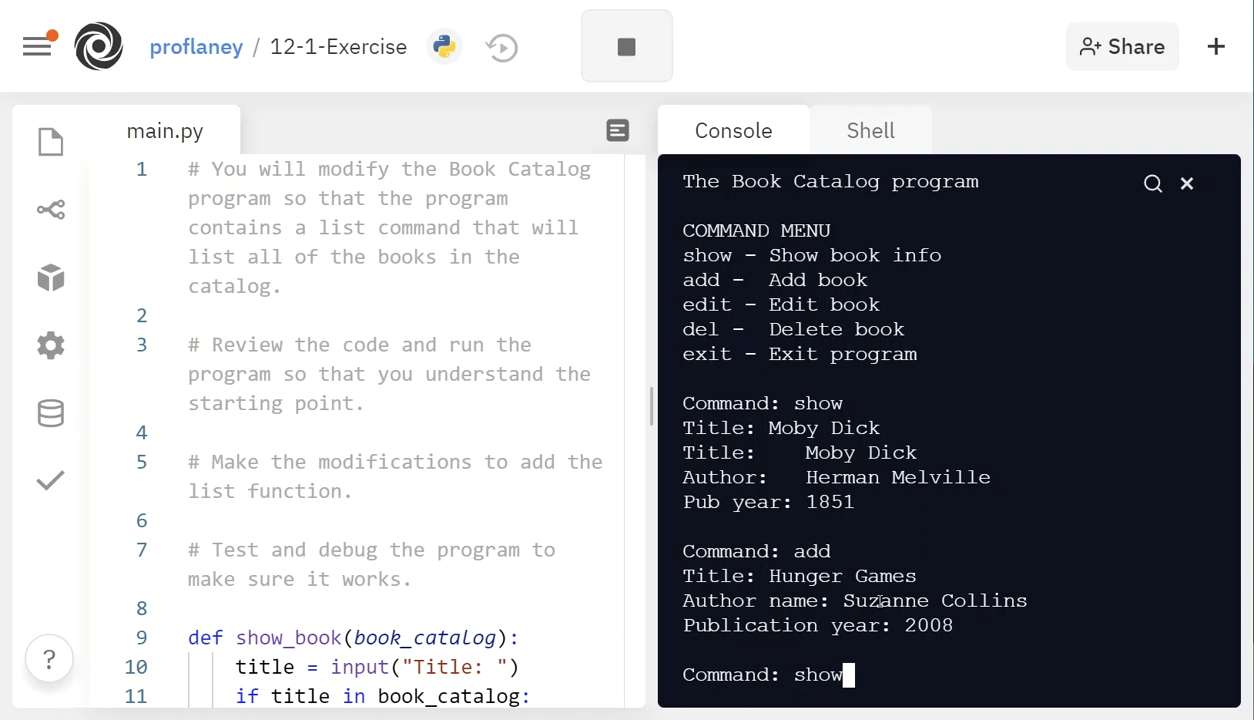 proflaney / 12-1-Exercise
Share
+
main.py
1 # You will modify the Book Catalog
program so that the program
contains a list command that will
list all of the books in the
catalog.
2
3 # Review the code and run the
program so that you understand the
starting point.
4
5 # Make the modifications to add the
list function.
6
7 # Test and debug the program to
make sure it works.
8
9 def show_book(book_catalog):
10 title = input("Title: ")
11 if title in book_catalog:
?
Console
Shell
The Book Catalog program
COMMAND MENU
show - Show book info
add -  Add book
edit - Edit book
del -  Delete book
exit - Exit program
Command: show
Title: Moby Dick
Title:    Moby Dick
Author:   Herman Melville
Pub year: 1851
Command: add
Title: Hunger Games
Author name: Suzanne Collins
Publication year: 2008
Command: show